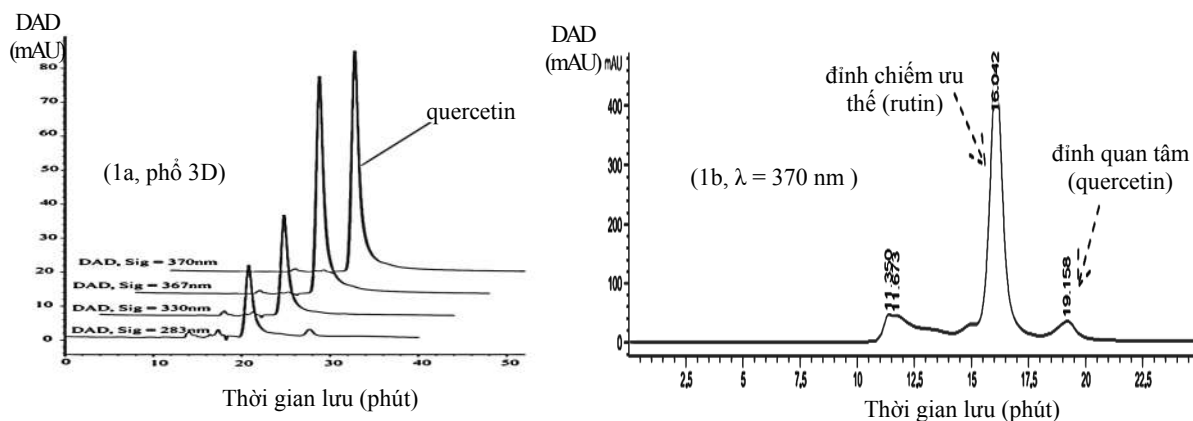 DAD
(mAU)
80
70
60
50
40
30
20
10
0
quercetin
(1a, phổ 3D)
DAD, Sig = 370nm
DAD, Sig = 367nm
DAD, Sig = 330nm
DAD, Sig = 283nm
0 10 20 30 40 50
Thời gian lưu (phút)
DAD
(mAU)
mAU
400
300
200
100
0
đỉnh chiếm ưu
thế (rutin)
16.042
đỉnh quan tâm
(quercetin)
(1b, λ = 370 nm )
11.350
11.673
19.158
2,5 5 7,5 10 12,5 15 17,5 20 22,5
Thời gian lưu (phút)